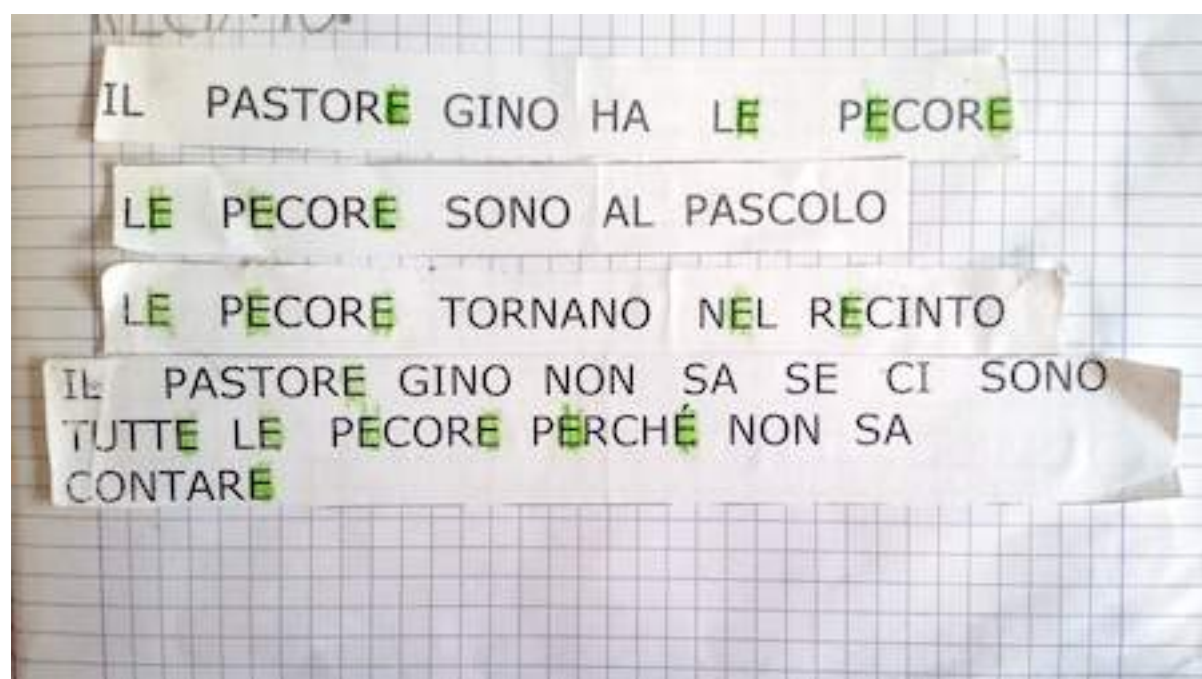 IL PASTORE GINO HA LE PECORE
LE PECORE SONO AL PASCOLO
LE PECORE TORNANO NEL RECINTO
IL PASTORE GINO NON SA SE CI SONO
TUTTE LE PECORE PERCHÉ NON SA
CONTARE